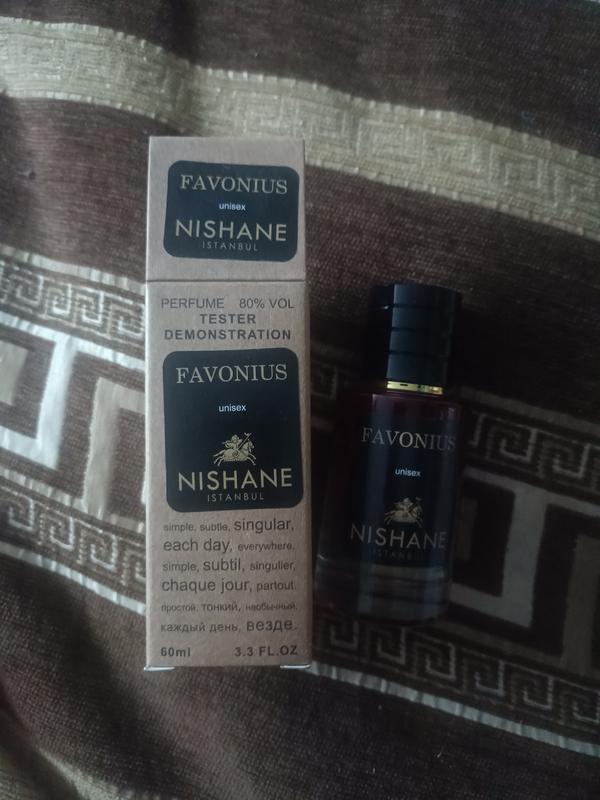 FAVONIUS
unisex
NISHANE
ISTANBUL
PERFUME 80% VOL
TESTER
DEMONSTRATION
FAVONIUS
unisex
NISHANE
ISTANBUL
simple, subtle, singular,
each day, everywhere.
simple, subtil, singulier,
chaque jour, partout.
простой, тонкий, необычный,
каждый день, везде.
60ml 3.3 FL.OZ
FAVONIUS
unisex
NISHANE
ISTANBUL